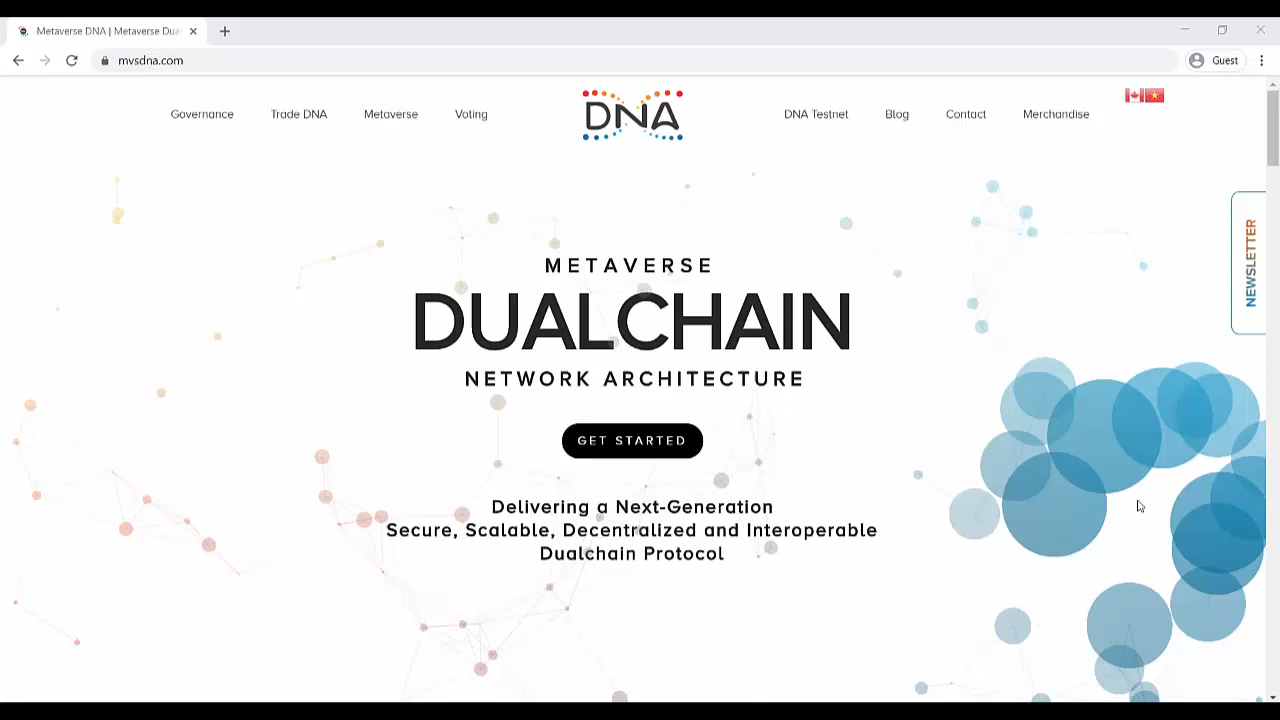 Metaverse DNA | Metaverse Dua
mvsdna.com
Guest
Governance
Trade DNA
Metaverse
Voting
DNA
DNA Testnet
Blog
Contact
Merchandise
NEWSLETTER
METAVERSE
DUALCHAIN
NETWORK ARCHITECTURE
GET STARTED
Delivering a Next-Generation
Secure, Scalable, Decentralized and Interoperable
Dualchain Protocol